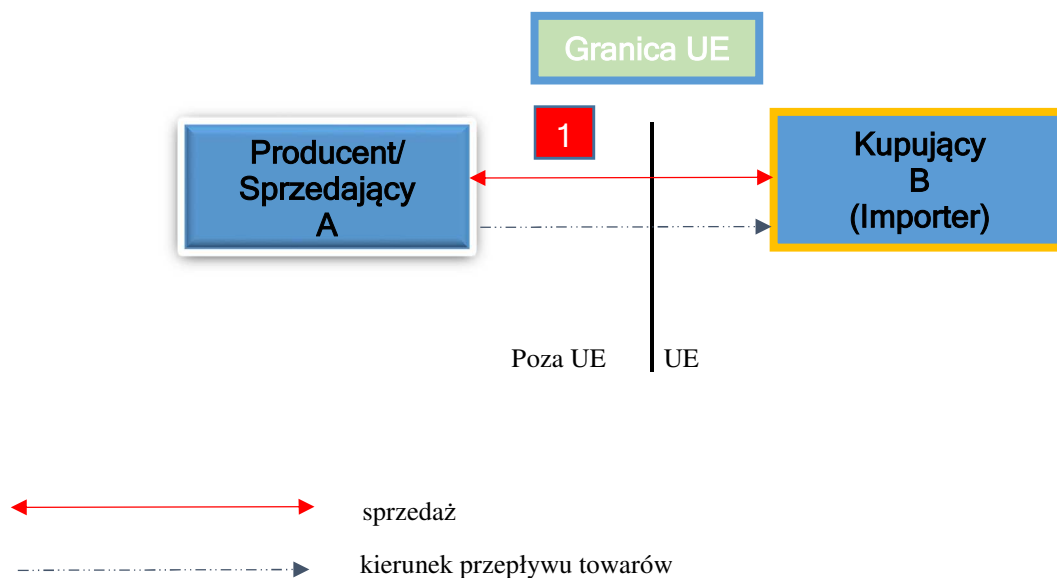 Granica UE
1
Producent/
Sprzedający
A
Kupujący
B
(Importer)
Poza UE
UE
sprzedaż
kierunek przepływu towarów